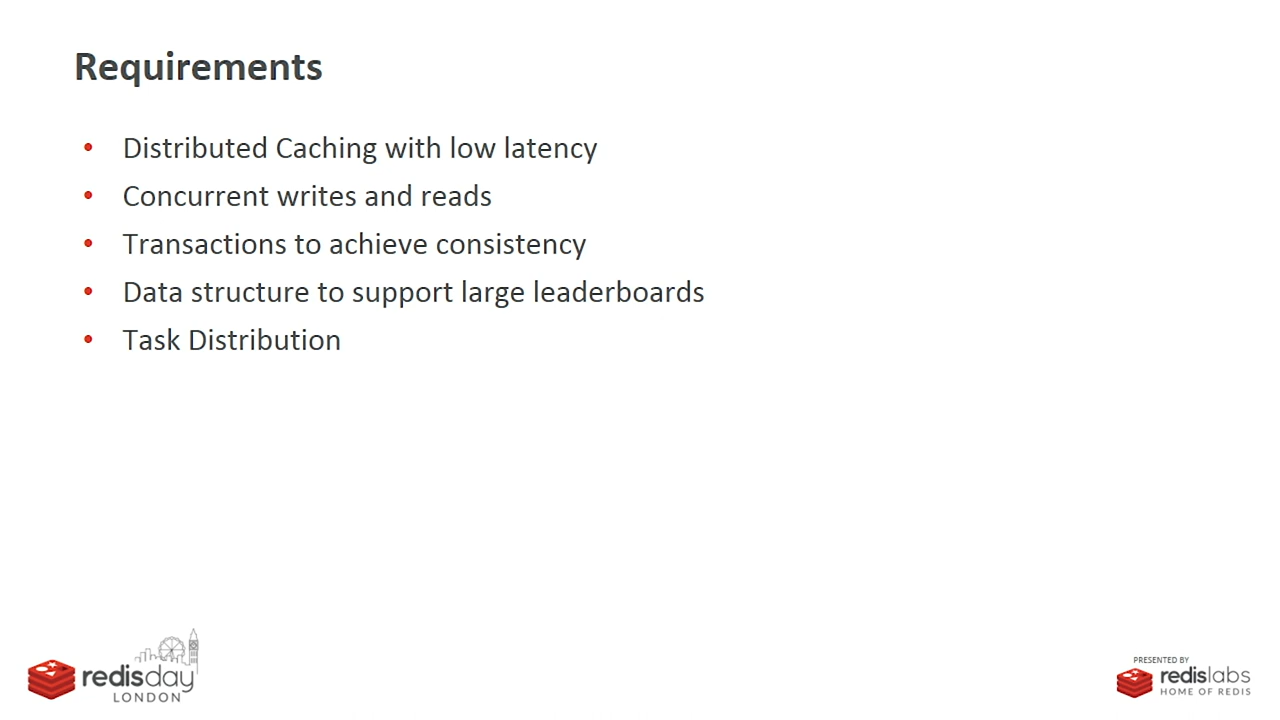 Requirements
• Distributed Caching with low latency
• Concurrent writes and reads
• Transactions to achieve consistency
• Data structure to support large leaderboards
• Task Distribution
redisday
LONDON
PRESENTED BY
redislabs
HOME OF REDIS